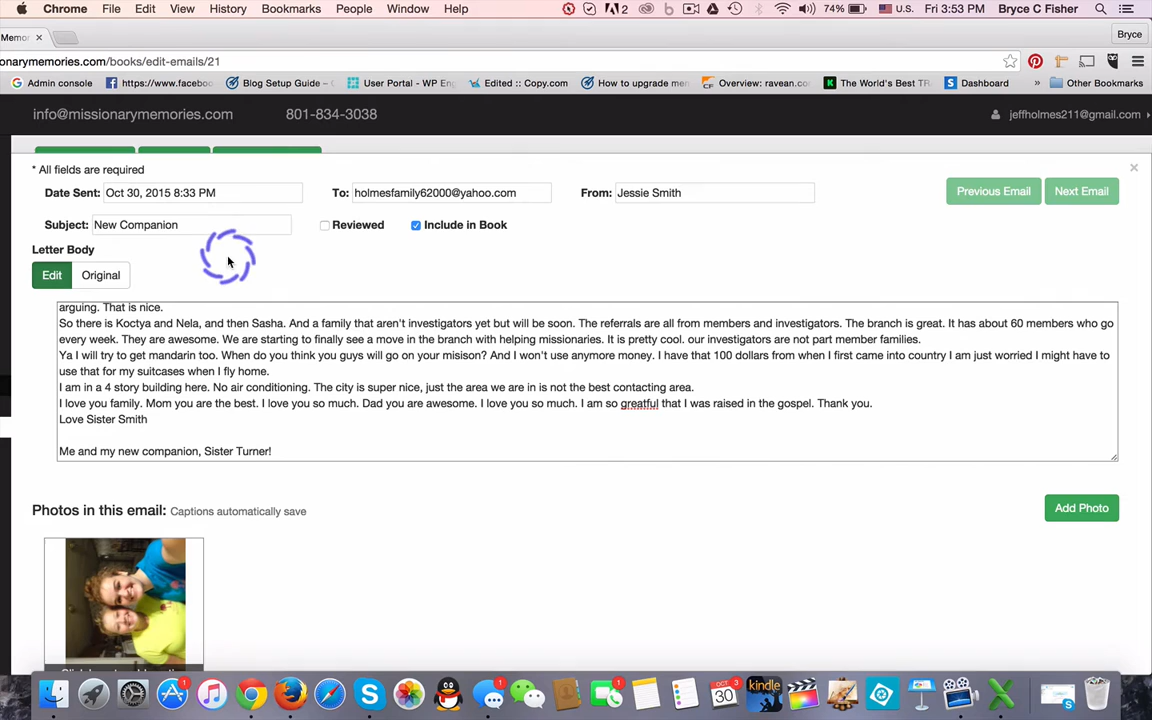 Chrome File Edit View History Bookmarks People Window Help 2 74% U.S. Fri 3:53 PM Bryce C Fisher
Memor Bryce
onarymemories.com/books/edit-emails/21
Admin console https://www.faceboo Blog Setup Guide – User Portal - WP Eng Edited :: Copy.com How to upgrade mem Overview: ravean.com The World's Best TR Dashboard » Other Bookmarks
info@missionarymemories.com 801-834-3038 jeffholmes211@gmail.com
* All fields are required
Date Sent: Oct 30, 2015 8:33 PM To: holmesfamily62000@yahoo.com From: Jessie Smith Previous Email Next Email
Subject: New Companion Reviewed Include in Book
Letter Body
Edit Original
arguing. That is nice.
So there is Koctya and Nela, and then Sasha. And a family that aren't investigators yet but will be soon. The referrals are all from members and investigators. The branch is great. It has about 60 members who go
every week. They are awesome. We are starting to finally see a move in the branch with helping missionaries. It is pretty cool. our investigators are not part member families.
Ya I will try to get mandarin too. When do you think you guys will go on your misison? And I won't use anymore money. I have that 100 dollars from when I first came into country I am just worried I might have to
use that for my suitcases when I fly home.
I am in a 4 story building here. No air conditioning. The city is super nice, just the area we are in is not the best contacting area.
I love you family. Mom you are the best. I love you so much. Dad you are awesome. I love you so much. I am so greatful that I was raised in the gospel. Thank you.
Love Sister Smith
Me and my new companion, Sister Turner!
Photos in this email: Captions automatically save Add Photo